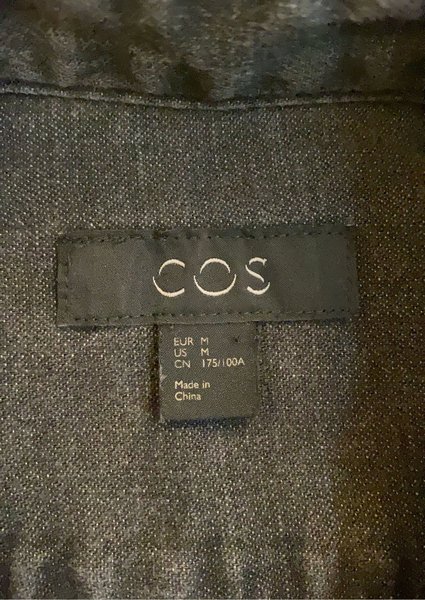 COS
EUR M
US M
CN 175/100A
Made in
China